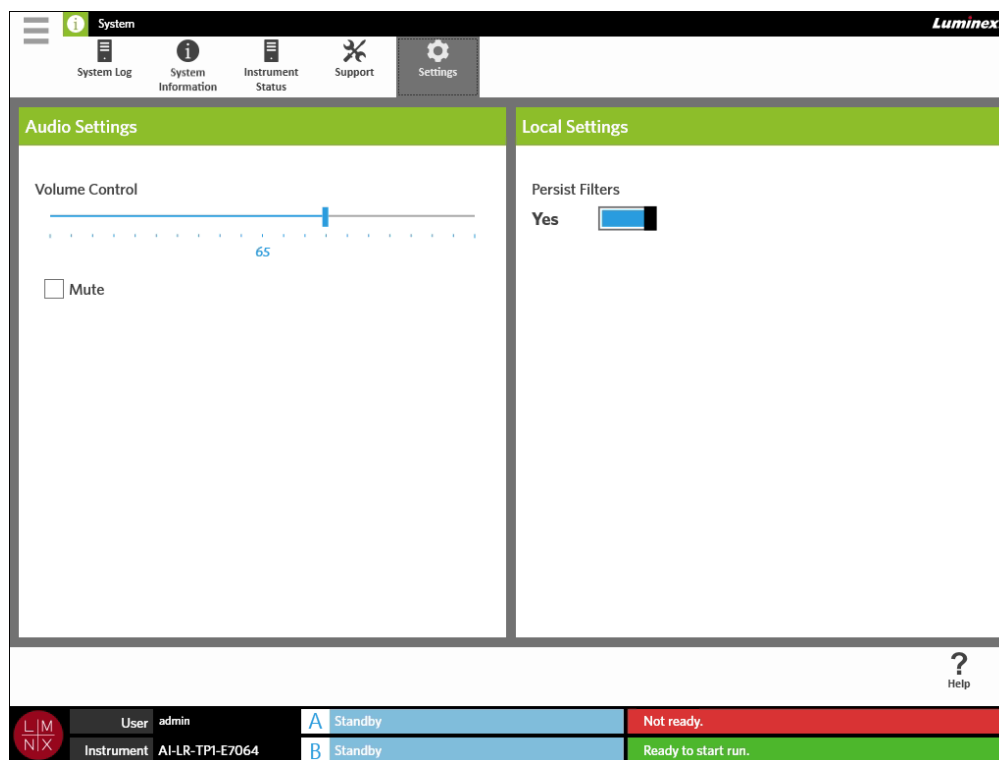 System
Luminex
System Log
System
Information
Instrument
Status
Support
Settings
Audio Settings
Local Settings
Volume Control
65
Mute
Persist Filters
Yes
?
Help
L M
N X
User admin
A Standby
Not ready.
Instrument AI-LR-TP1-E7064
B Standby
Ready to start run.